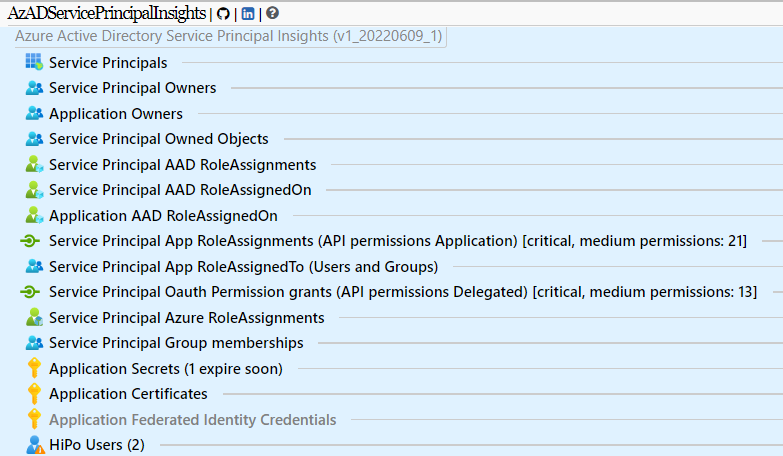 AzADServicePrincipalInsights | | in | ?
Azure Active Directory Service Principal Insights (v1_20220609_1)
Service Principals
Service Principal Owners
Application Owners
Service Principal Owned Objects
Service Principal AAD RoleAssignments
Service Principal AAD RoleAssignedOn
Application AAD RoleAssignedOn
Service Principal App RoleAssignments (API permissions Application) [critical, medium permissions: 21]
Service Principal App RoleAssignedTo (Users and Groups)
Service Principal Oauth Permission grants (API permissions Delegated) [critical, medium permissions: 13]
Service Principal Azure RoleAssignments
Service Principal Group memberships
Application Secrets (1 expire soon)
Application Certificates
Application Federated Identity Credentials
HiPo Users (2)